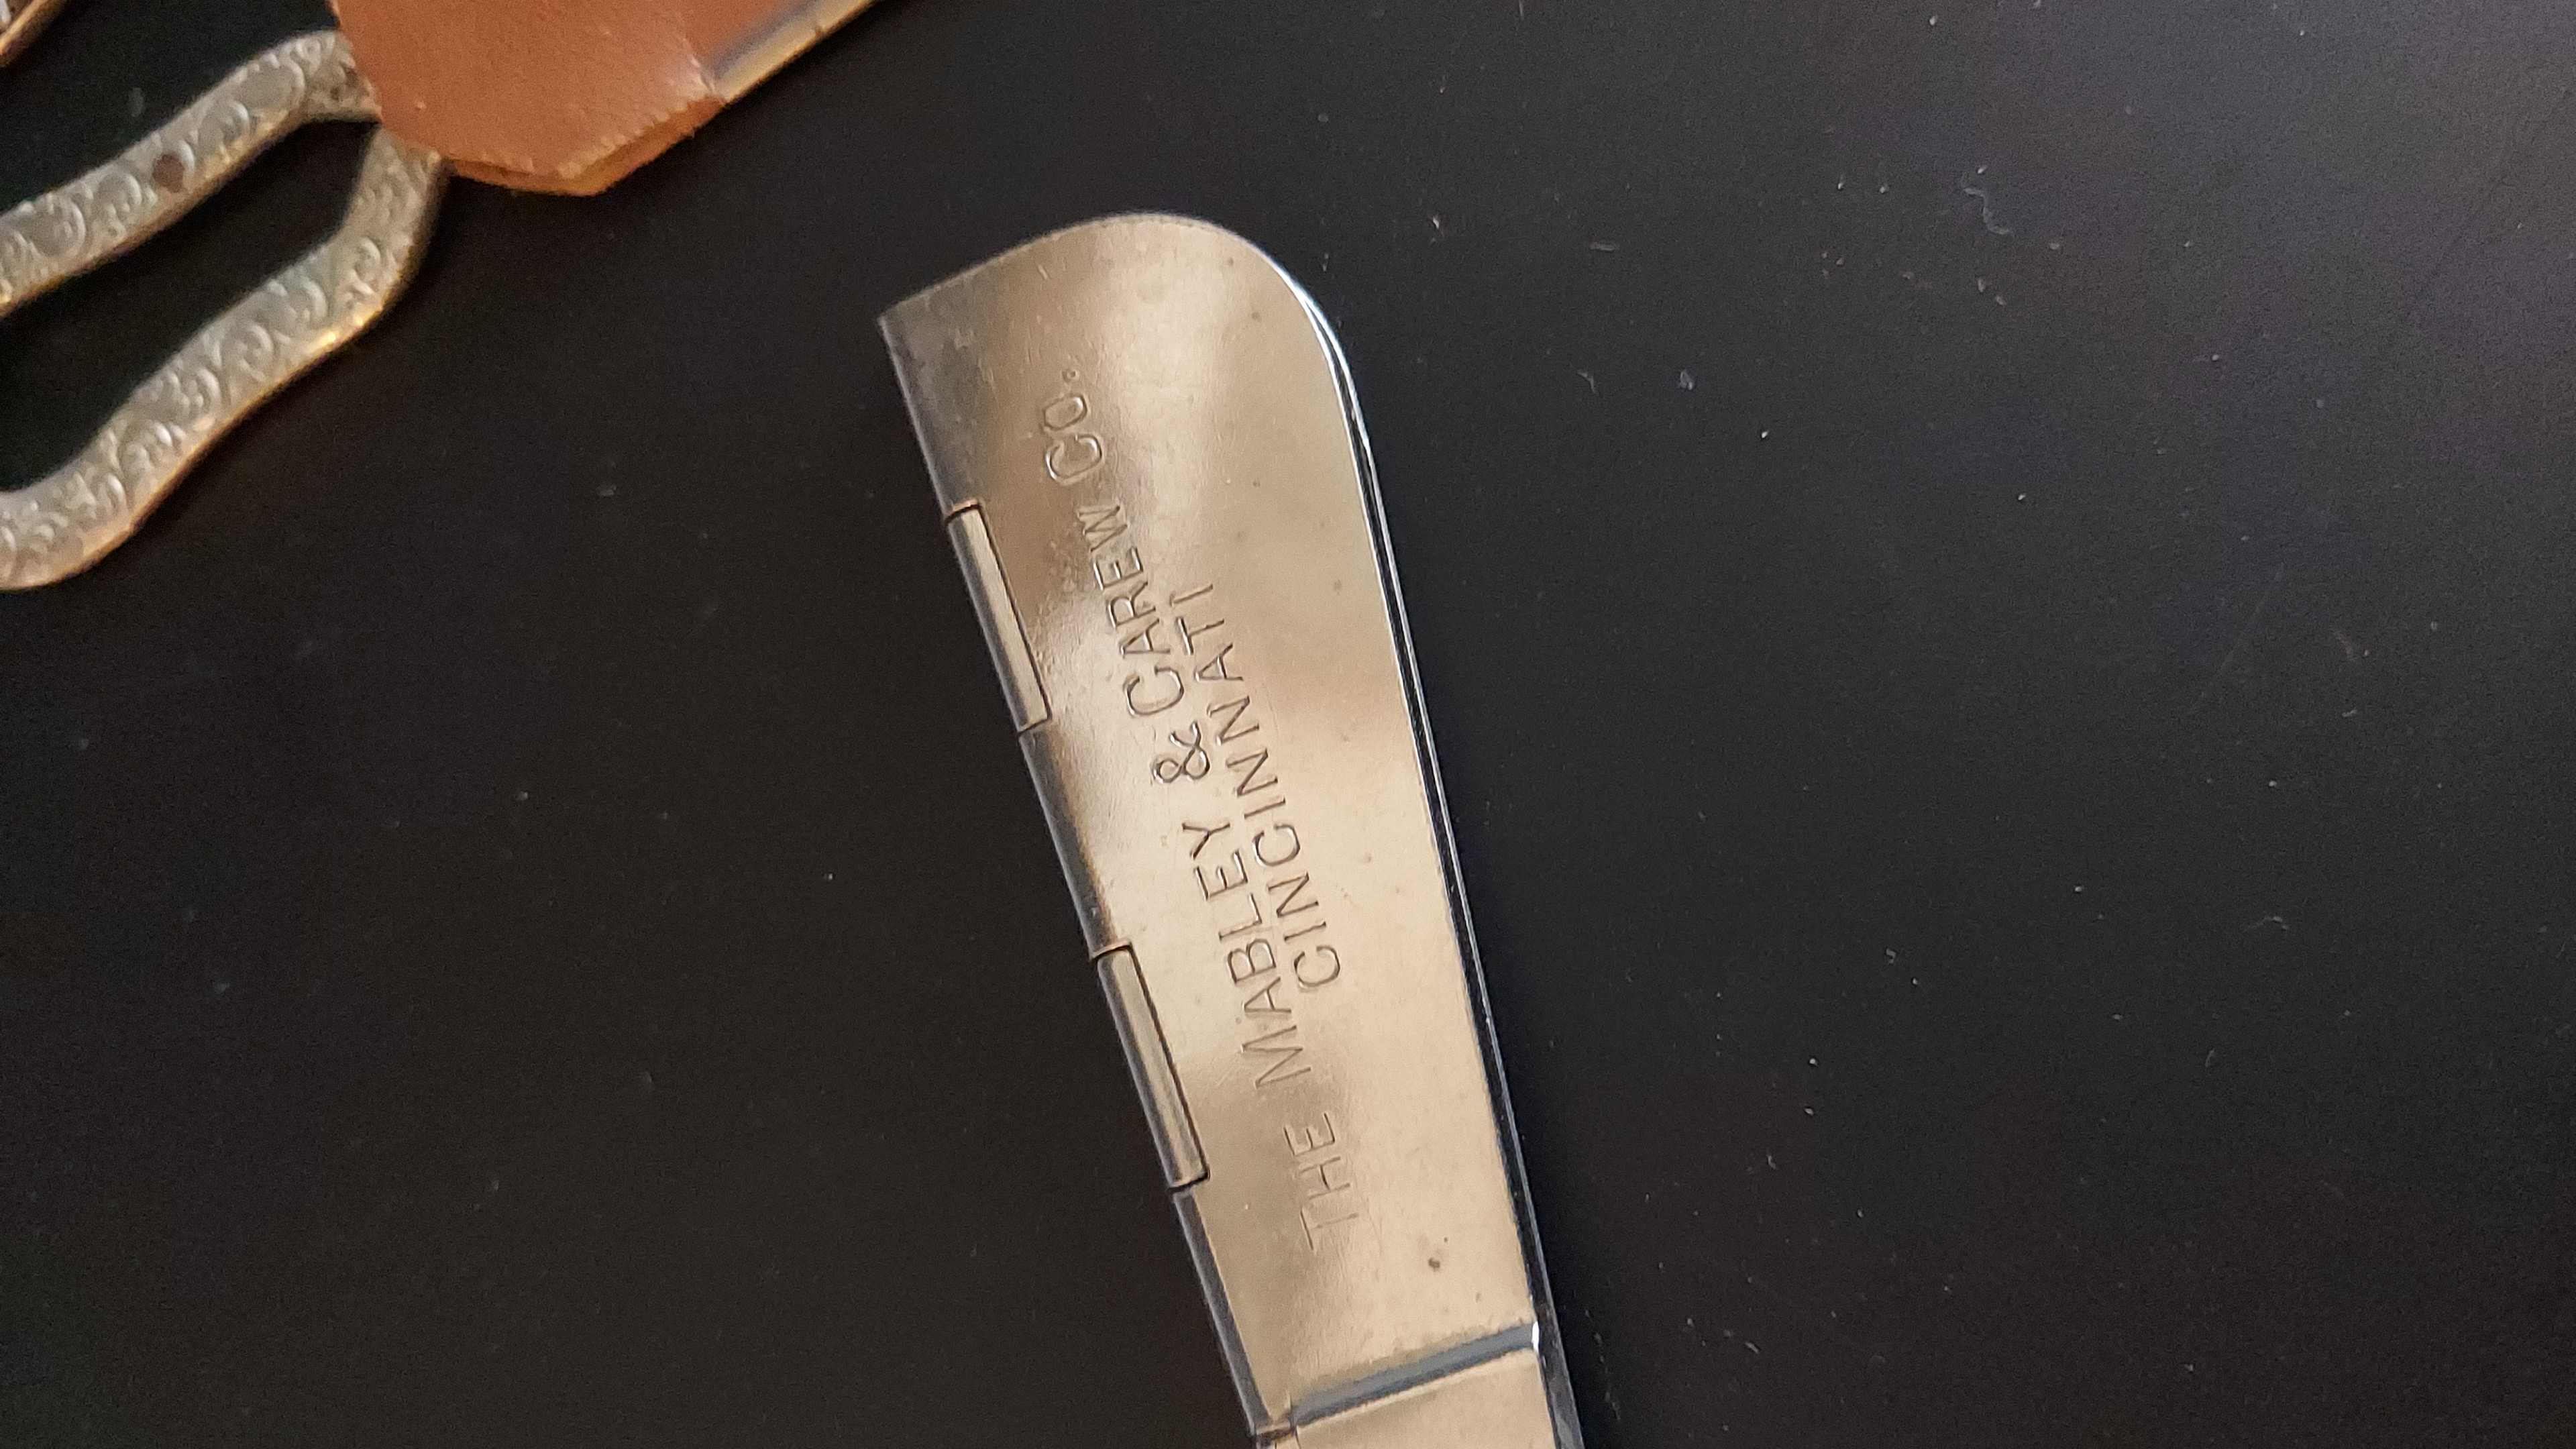 THE MABLEY & CAREW CO.
CINCINNATI